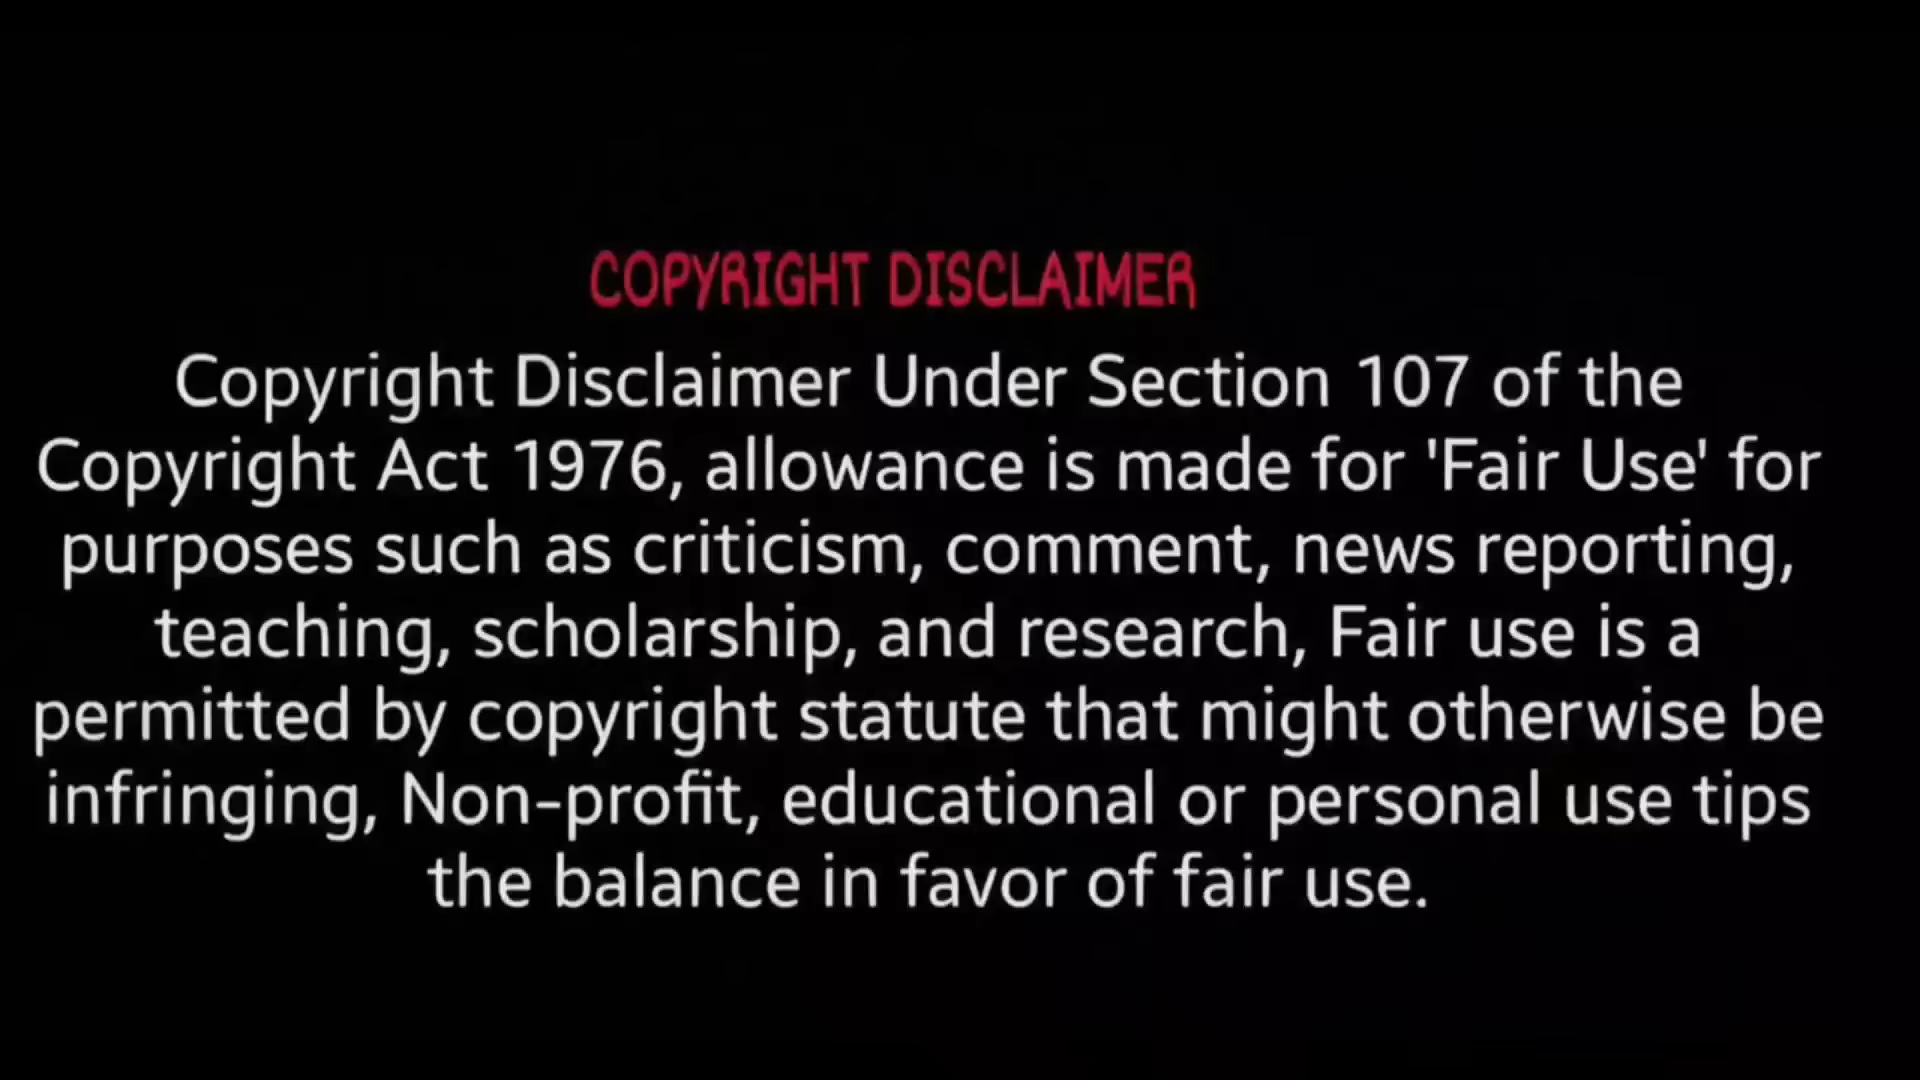 COPYRIGHT DISCLAIMER
Copyright Disclaimer Under Section 107 of the
Copyright Act 1976, allowance is made for 'Fair Use' for
purposes such as criticism, comment, news reporting,
teaching, scholarship, and research, Fair use is a
permitted by copyright statute that might otherwise be
infringing, Non-profit, educational or personal use tips
the balance in favor of fair use.